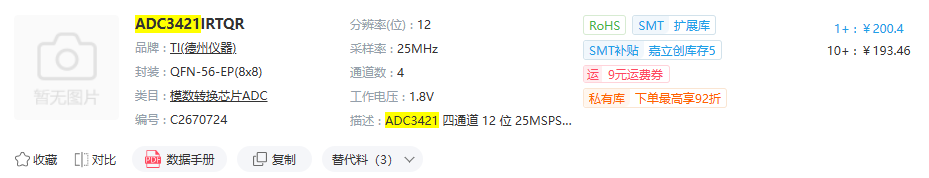 ADC3421IRTQR
品牌：TI(德州仪器)
封装：QFN-56-EP(8x8)
类目：模数转换芯片ADC
编号：C2670724
暂无图片
分辨率(位)：12
采样率：25MHz
通道数：4
工作电压：1.8V
描述：ADC3421 四通道 12 位 25MSPS...
RoHS SMT 扩展库
SMT补贴 嘉立创库存5
运 9元运费券
私有库 下单最高享92折
1+：￥200.4
10+：￥193.46
收藏 对比 PDF 数据手册 复制 替代料（3）